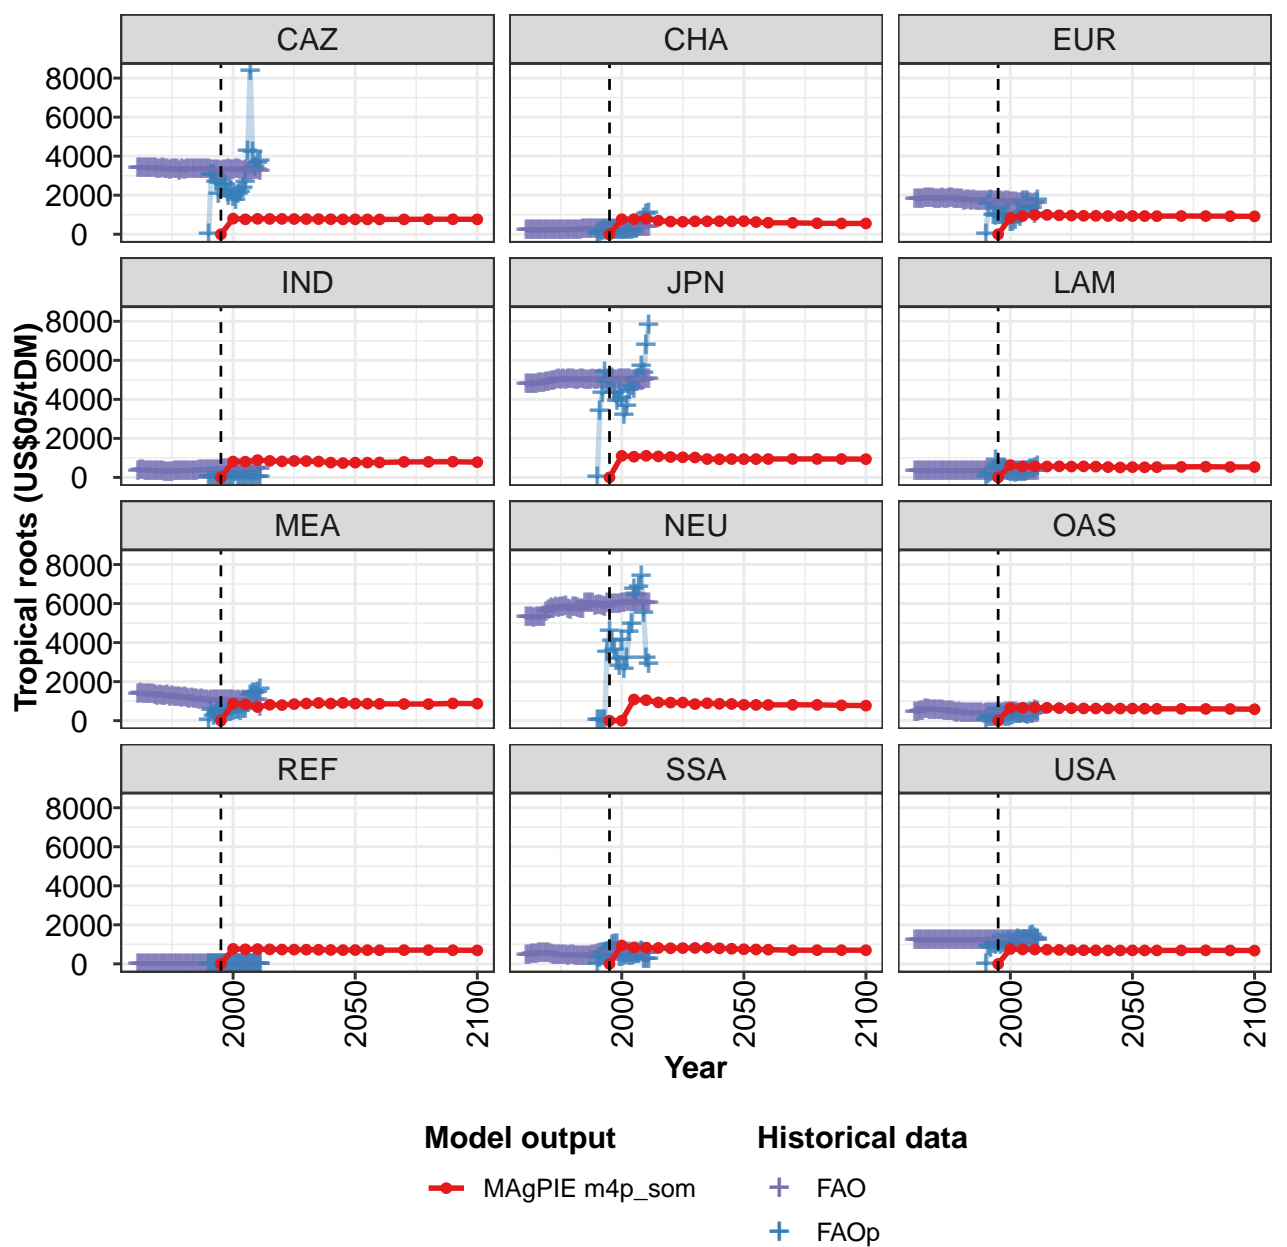 CAZ CHA EUR
8000
6000
4000
2000
0
IND JPN LAM
8000
6000
4000
2000
0
MEA NEU OAS
8000
6000
4000
2000
0
REF SSA USA
8000
6000
4000
2000
0
Tropical roots (US$05/tDM)
2000 2050 2100 2000 2050 2100 2000 2050 2100
Year
Model output Historical data
MAgPIE m4p_som FAO
FAOp